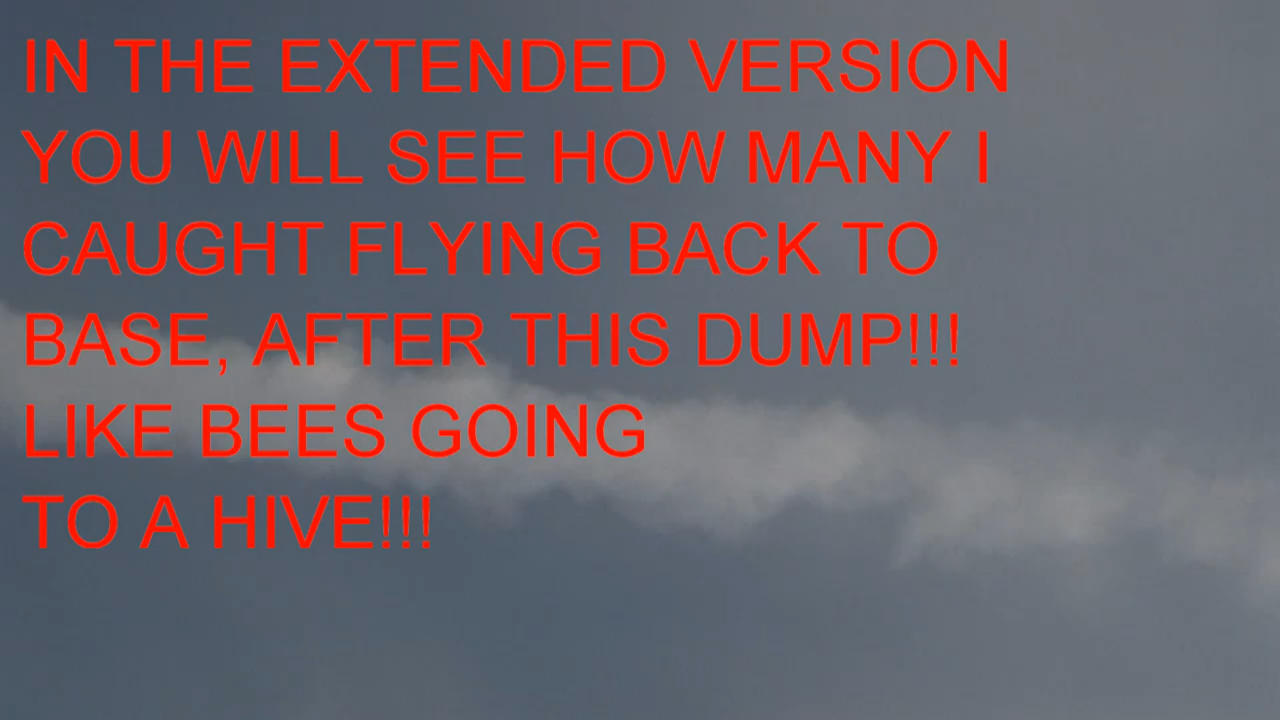 IN THE EXTENDED VERSION
YOU WILL SEE HOW MANY I
CAUGHT FLYING BACK TO
BASE, AFTER THIS DUMP!!!
LIKE BEES GOING
TO A HIVE!!!